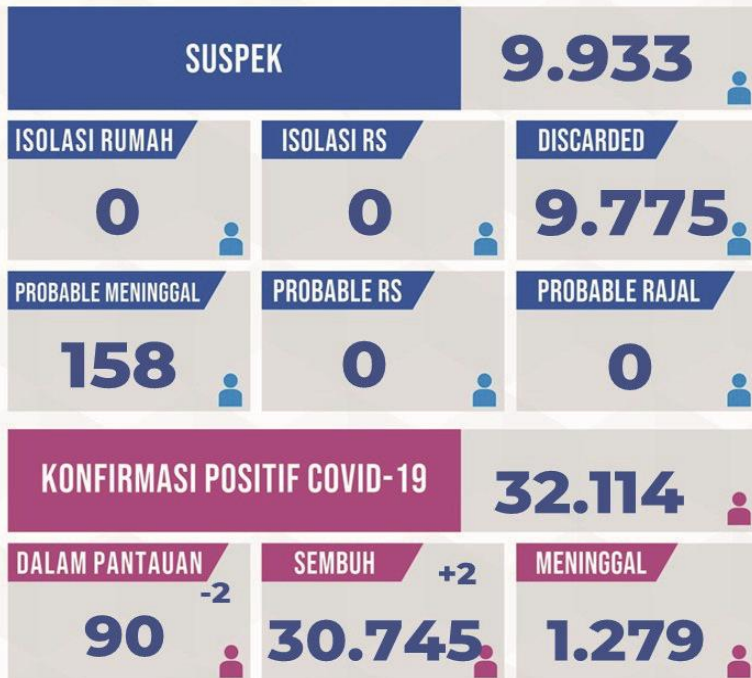 SUSPEK 9.933
ISOLASI RUMAH
0
ISOLASI RS
0
DISCARDED
9.775
PROBABLE MENINGGAL
158
PROBABLE RS
0
PROBABLE RAJAL
0
KONFIRMASI POSITIF COVID-19 32.114
DALAM PANTAUAN
-2
90
SEMBUH
+2
30.745
MENINGGAL
1.279